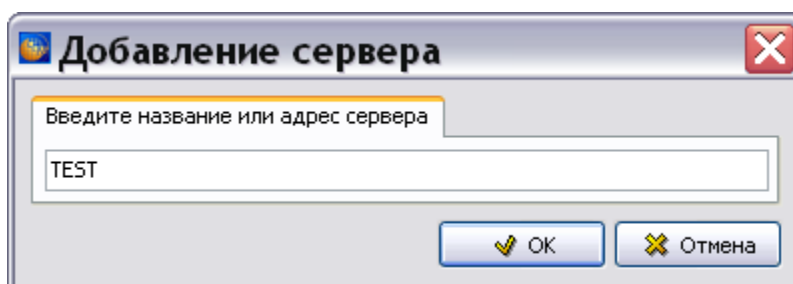 Добавление сервера
Введите название или адрес сервера
TEST
OK Отмена